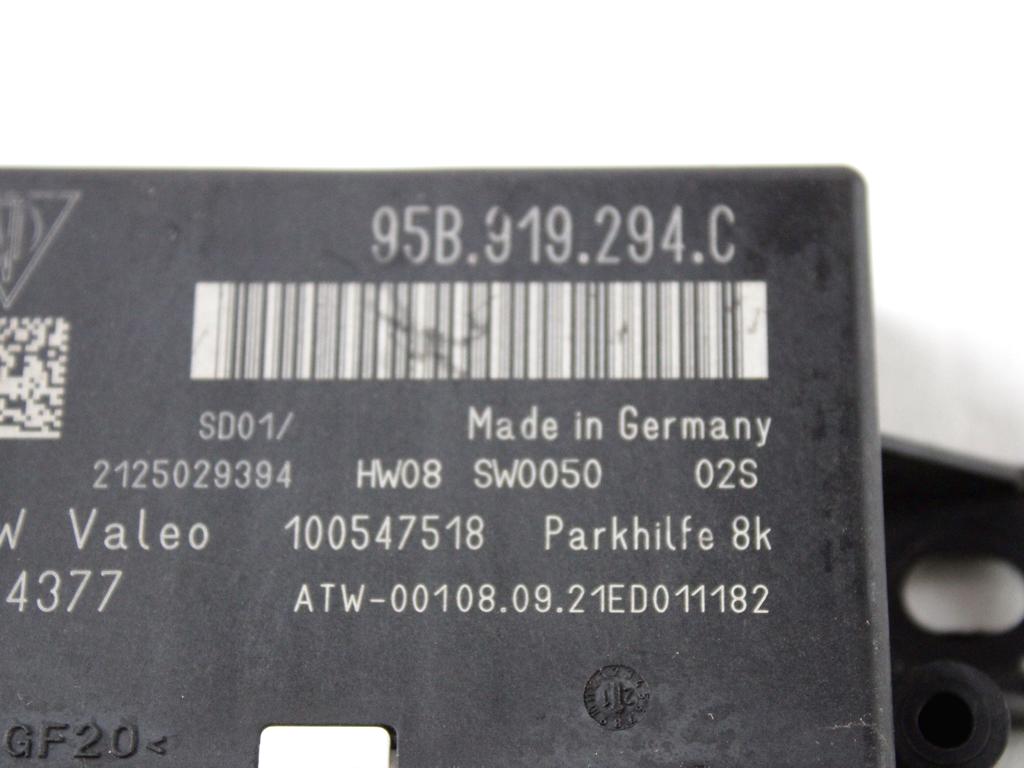 95B.919.294.C
SD01/ Made in Germany
2125029394 HW08 SW0050 02S
W Valeo 100547518 Parkhilfe 8k
4377 ATW-00108.09.21ED011182
GF20<